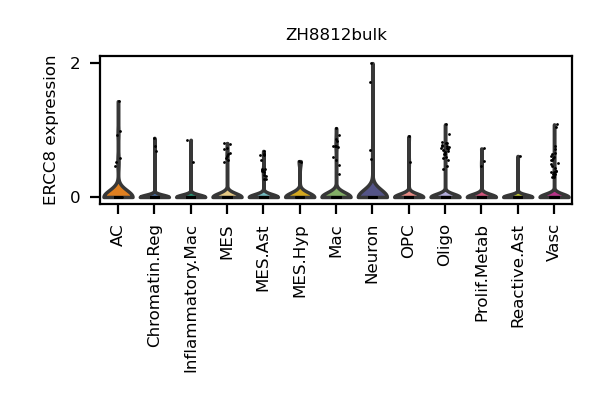 ZH8812bulk
ERCC8 expression
2
0
AC
Chromatin.Reg
Inflammatory.Mac
MES
MES.Ast
MES.Hyp
Mac
Neuron
OPC
Oligo
Prolif.Metab
Reactive.Ast
Vasc